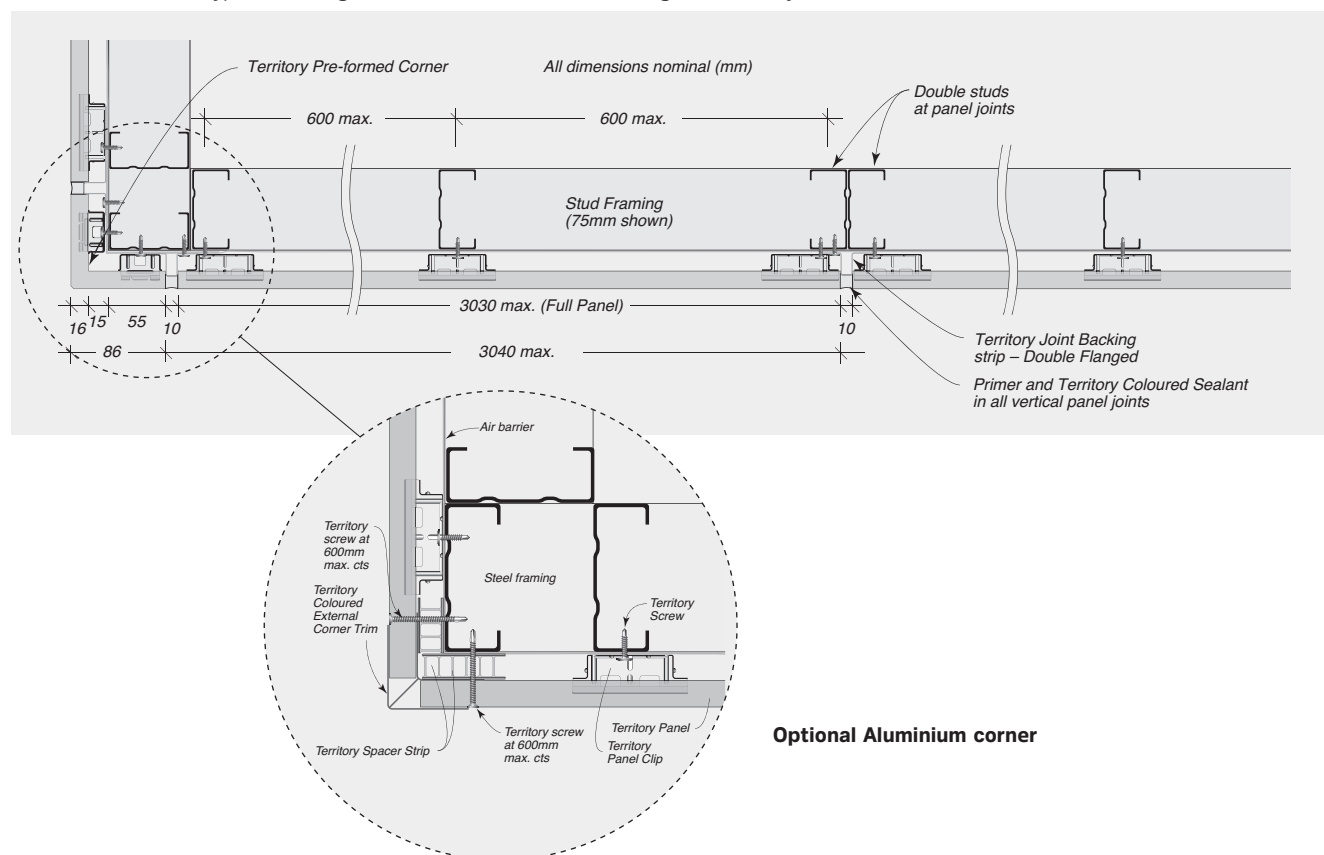 Territory Pre-formed Corner
All dimensions nominal (mm)
Double studs
at panel joints
600 max.
600 max.
Stud Framing
(75mm shown)
3030 max. (Full Panel)
16
15
55
10
10
86
3040 max.
Territory Joint Backing
strip – Double Flanged
Primer and Territory Coloured Sealant
in all vertical panel joints
Air barrier
Territory
screw at
600mm
max. cts
Steel framing
Territory
Coloured
External
Corner Trim
Territory
Screw
Territory Spacer Strip
Territory screw
at 600mm
max. cts
Territory Panel
Territory
Panel Clip
Optional Aluminium corner